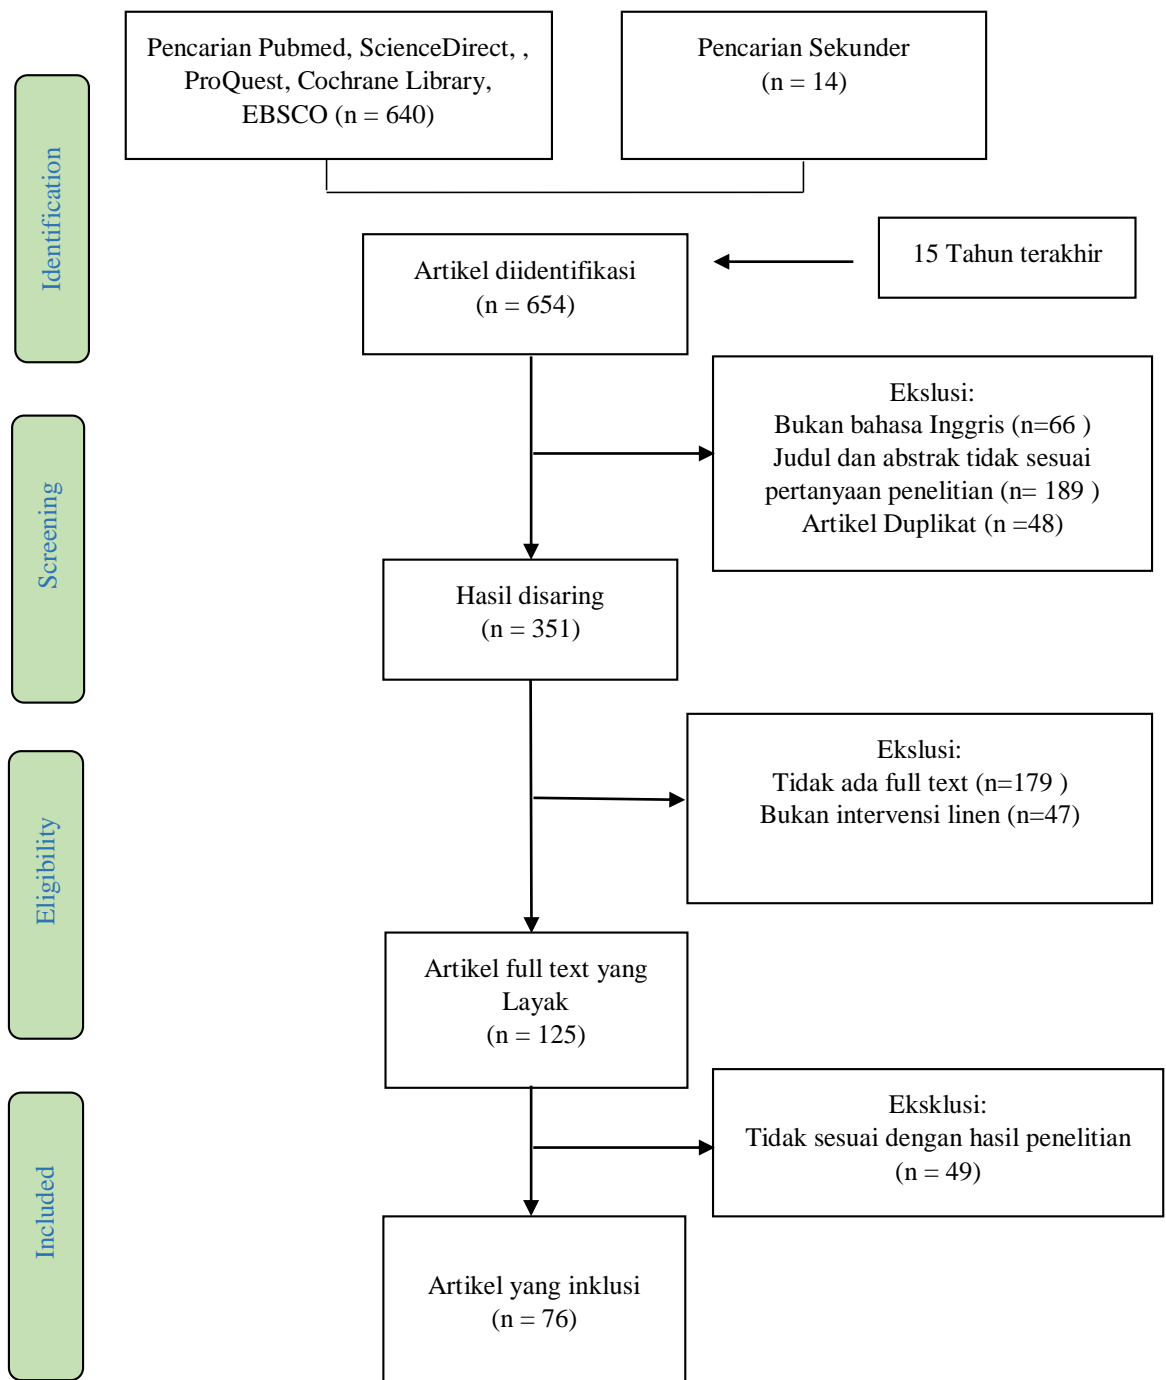 Pencarian Pubmed, ScienceDirect, ,
ProQuest, Cochrane Library,
EBSCO (n = 640)
Pencarian Sekunder
(n = 14)
Identification
Artikel diidentifikasi
(n = 654)
15 Tahun terakhir
Ekslusi:
Bukan bahasa Inggris (n=66 )
Judul dan abstrak tidak sesuai
pertanyaan penelitian (n= 189 )
Artikel Duplikat (n =48)
Screening
Hasil disaring
(n = 351)
Ekslusi:
Tidak ada full text (n=179 )
Bukan intervensi linen (n=47)
Eligibility
Artikel full text yang
Layak
(n = 125)
Eksklusi:
Tidak sesuai dengan hasil penelitian
(n = 49)
Included
Artikel yang inklusi
(n = 76)